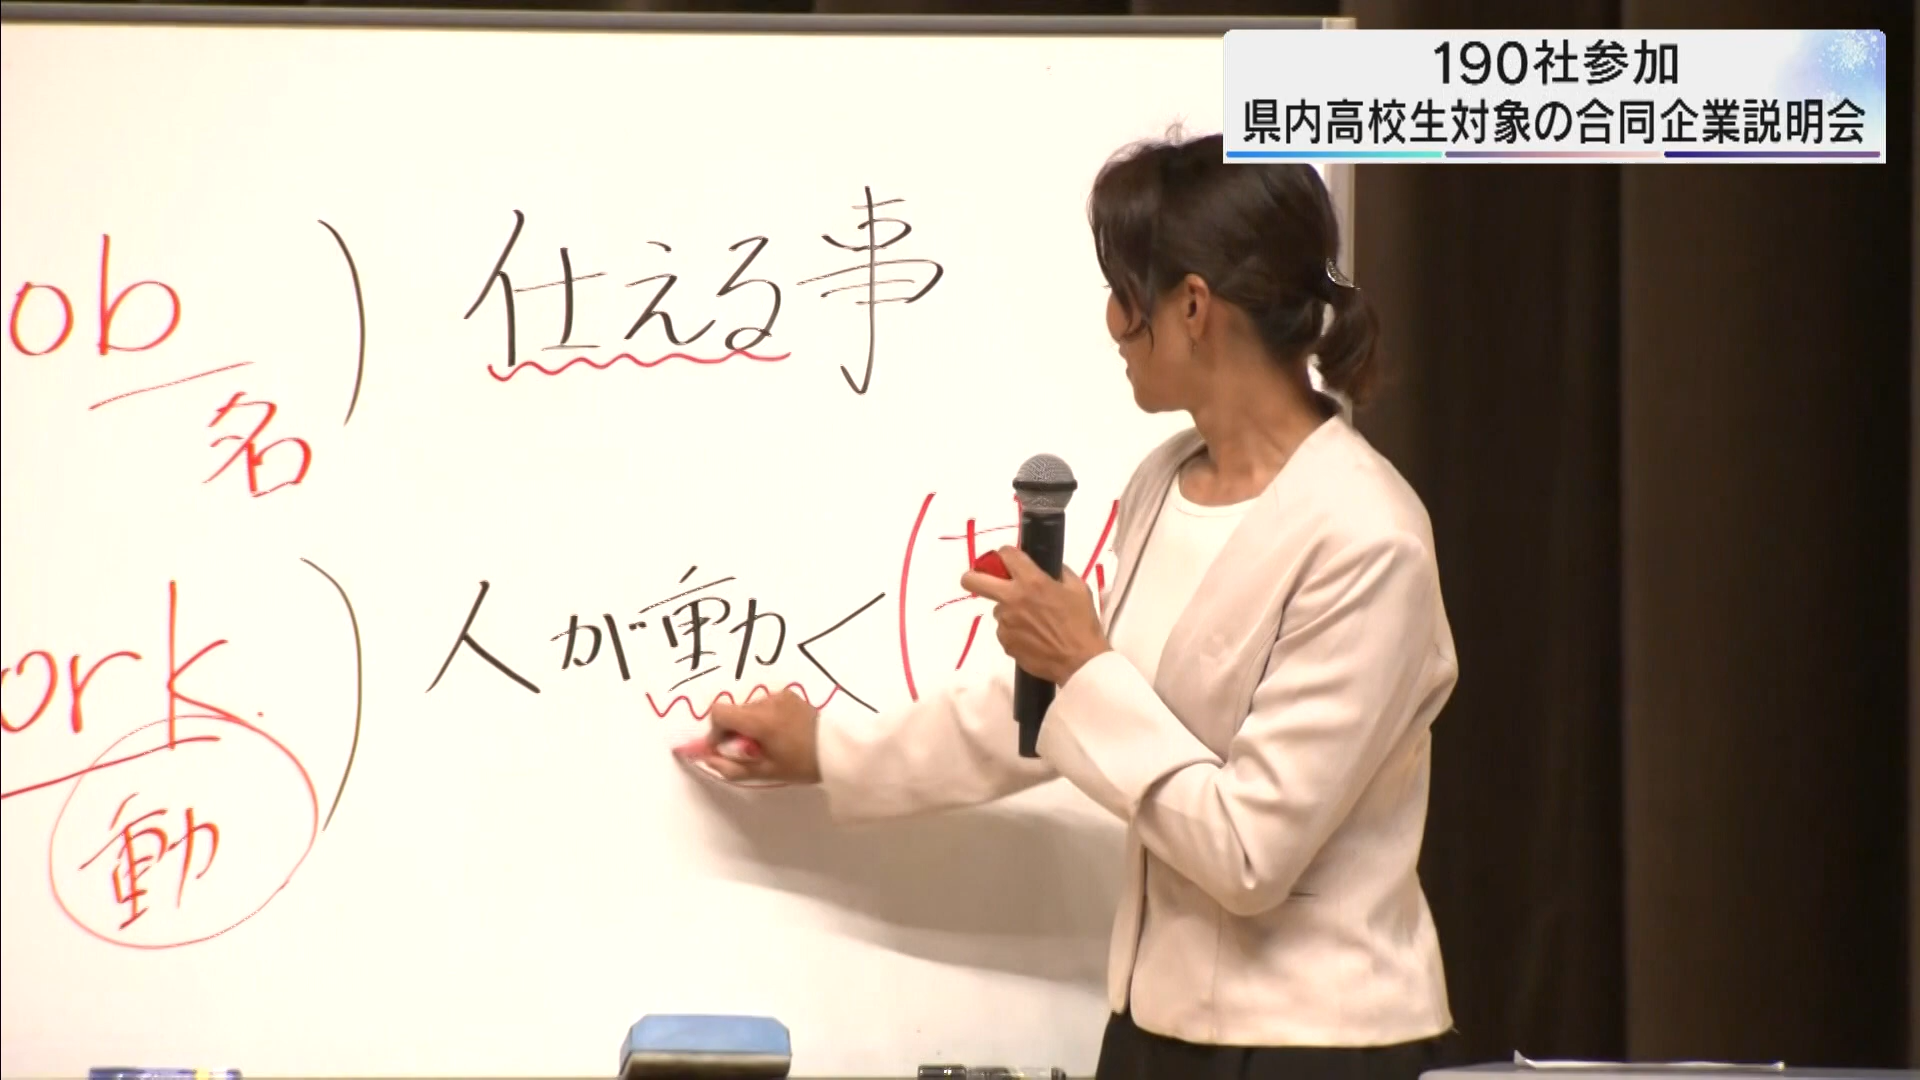 190社参加
県内高校生対象の合同企業説明会
ob) 仕える事
名
ork.) 人が動く(
動